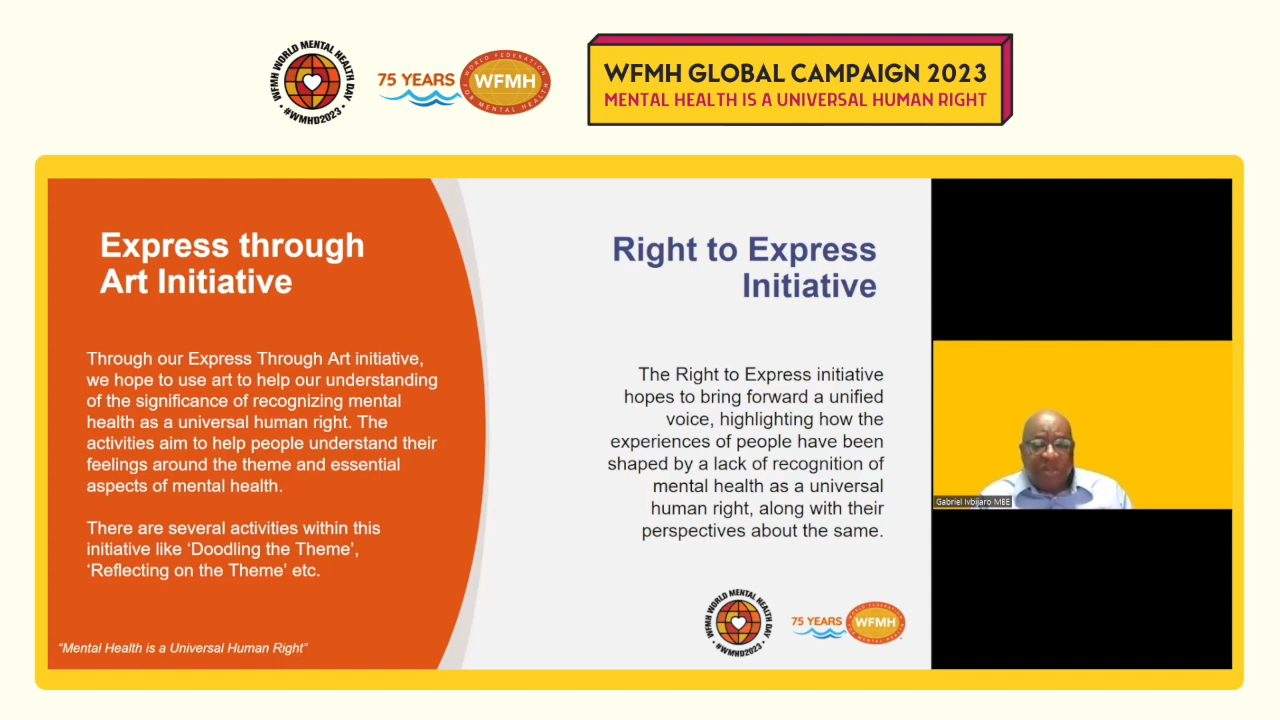 WFMH WORLD MENTAL HEALTH DAY
• #WMHD2023 •
75 YEARS
WORLD FEDERATION
WFMH
FOR MENTAL HEALTH
WFMH GLOBAL CAMPAIGN 2023
MENTAL HEALTH IS A UNIVERSAL HUMAN RIGHT
Express through
Art Initiative
Through our Express Through Art initiative,
we hope to use art to help our understanding
of the significance of recognizing mental
health as a universal human right. The
activities aim to help people understand their
feelings around the theme and essential
aspects of mental health.
There are several activities within this
initiative like ‘Doodling the Theme’,
‘Reflecting on the Theme’ etc.
“Mental Health is a Universal Human Right”
Right to Express
Initiative
The Right to Express initiative
hopes to bring forward a unified
voice, highlighting how the
experiences of people have been
shaped by a lack of recognition of
mental health as a universal
human right, along with their
perspectives about the same.
WFMH WORLD MENTAL HEALTH DAY
• #WMHD2023 •
75 YEARS
WFMH
Gabriel Ivbijaro MBE